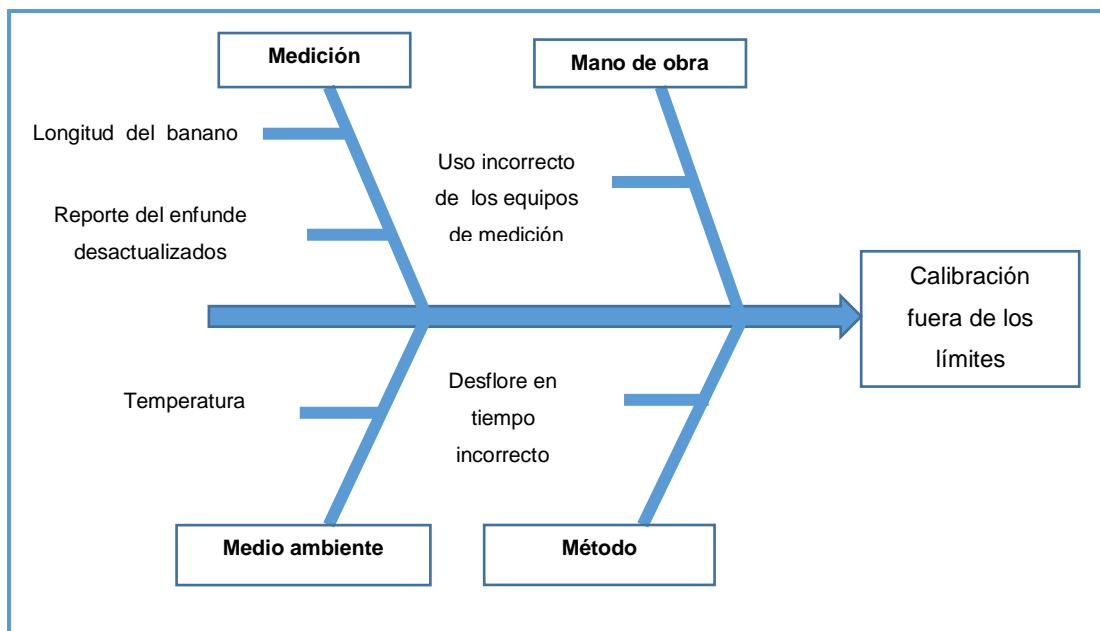 Medición
Mano de obra
Longitud del banano
Uso incorrecto
de los equipos
de medición
Reporte del enfunde
desactualizados
Calibración
fuera de los
límites
Temperatura
Desflore en
tiempo
incorrecto
Medio ambiente
Método